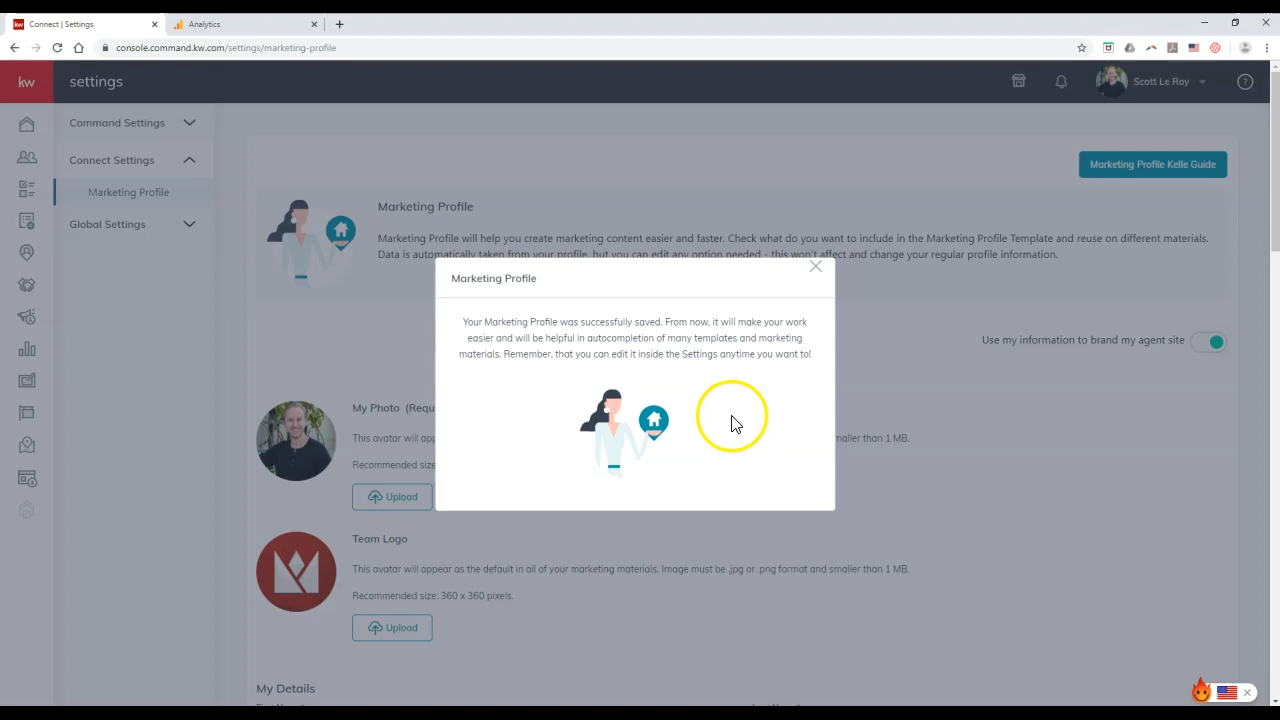 Connect | Settings
Analytics
console.command.kw.com/settings/marketing-profile
kw
settings
Scott Le Roy
Command Settings
Connect Settings
Marketing Profile
Global Settings
Marketing Profile Kelle Guide
Marketing Profile
Marketing Profile will help you create marketing content easier and faster. Check what do you want to include in the Marketing Profile Template and reuse on different materials.
Data is automatically taken from your profile, but you can edit any option needed - this won't affect and change your regular profile information.
Marketing Profile
Your Marketing Profile was successfully saved. From now, it will make your work
easier and will be helpful in autocompletion of many templates and marketing
materials. Remember, that you can edit it inside the Settings anytime you want to!
Use my information to brand my agent site
My Photo (Requ
This avatar will app
maller than 1 MB.
Recommended size
Upload
Team Logo
This avatar will appear as the default in all of your marketing materials. Image must be .jpg or .png format and smaller than 1 MB.
Recommended size: 360 x 360 pixels.
Upload
My Details